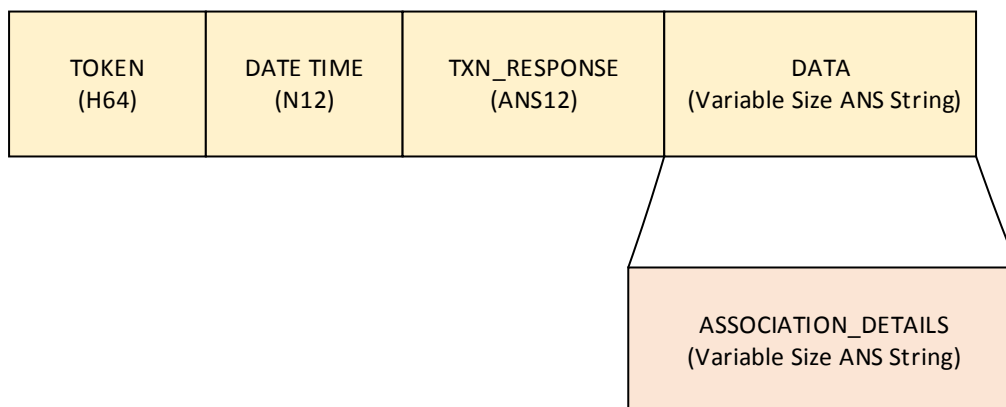 TOKEN
(H64)
DATE TIME
(N12)
TXN_RESPONSE
(ANS12)
DATA
(Variable Size ANS String)
ASSOCIATION_DETAILS
(Variable Size ANS String)